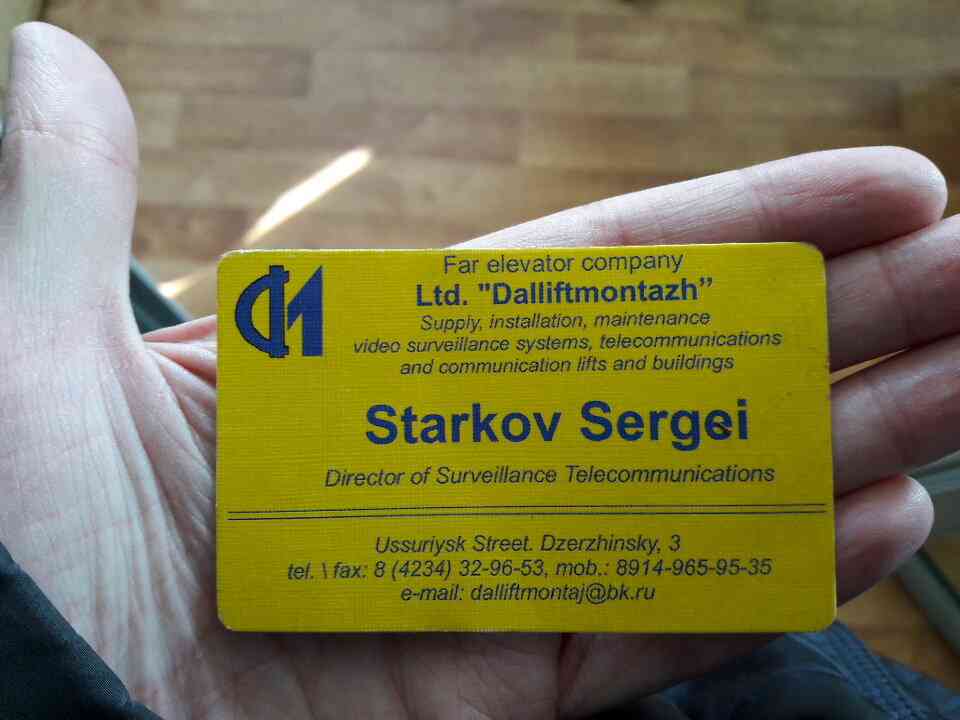 Far elevator company
Ltd. "Dalliftmontazh"
Supply, installation, maintenance
video surveillance systems, telecommunications
and communication lifts and buildings
Starkov Sergei
Director of Surveillance Telecommunications
Ussuriysk Street. Dzerzhinsky, 3
tel. \ fax: 8 (4234) 32-96-53, mob.: 8914-965-95-35
e-mail: dalliftmontaj@bk.ru